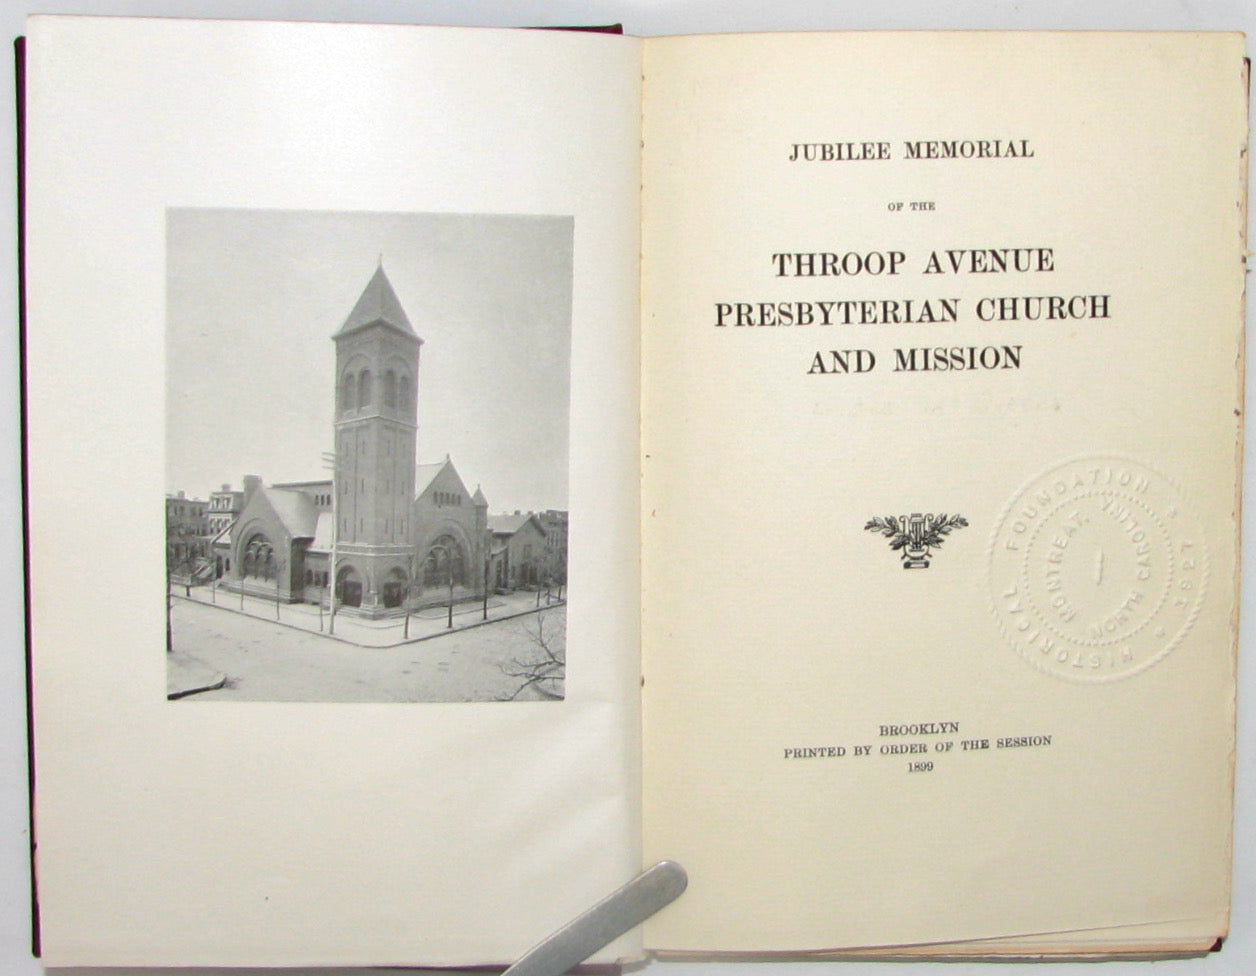 JUBILEE MEMORIAL
OF THE
THROOP AVENUE
PRESBYTERIAN CHURCH
AND MISSION
HISTORICAL FOUNDATION
1927
MONTREAT,
NORTH CAROLINA
BROOKLYN
PRINTED BY ORDER OF THE SESSION
1899